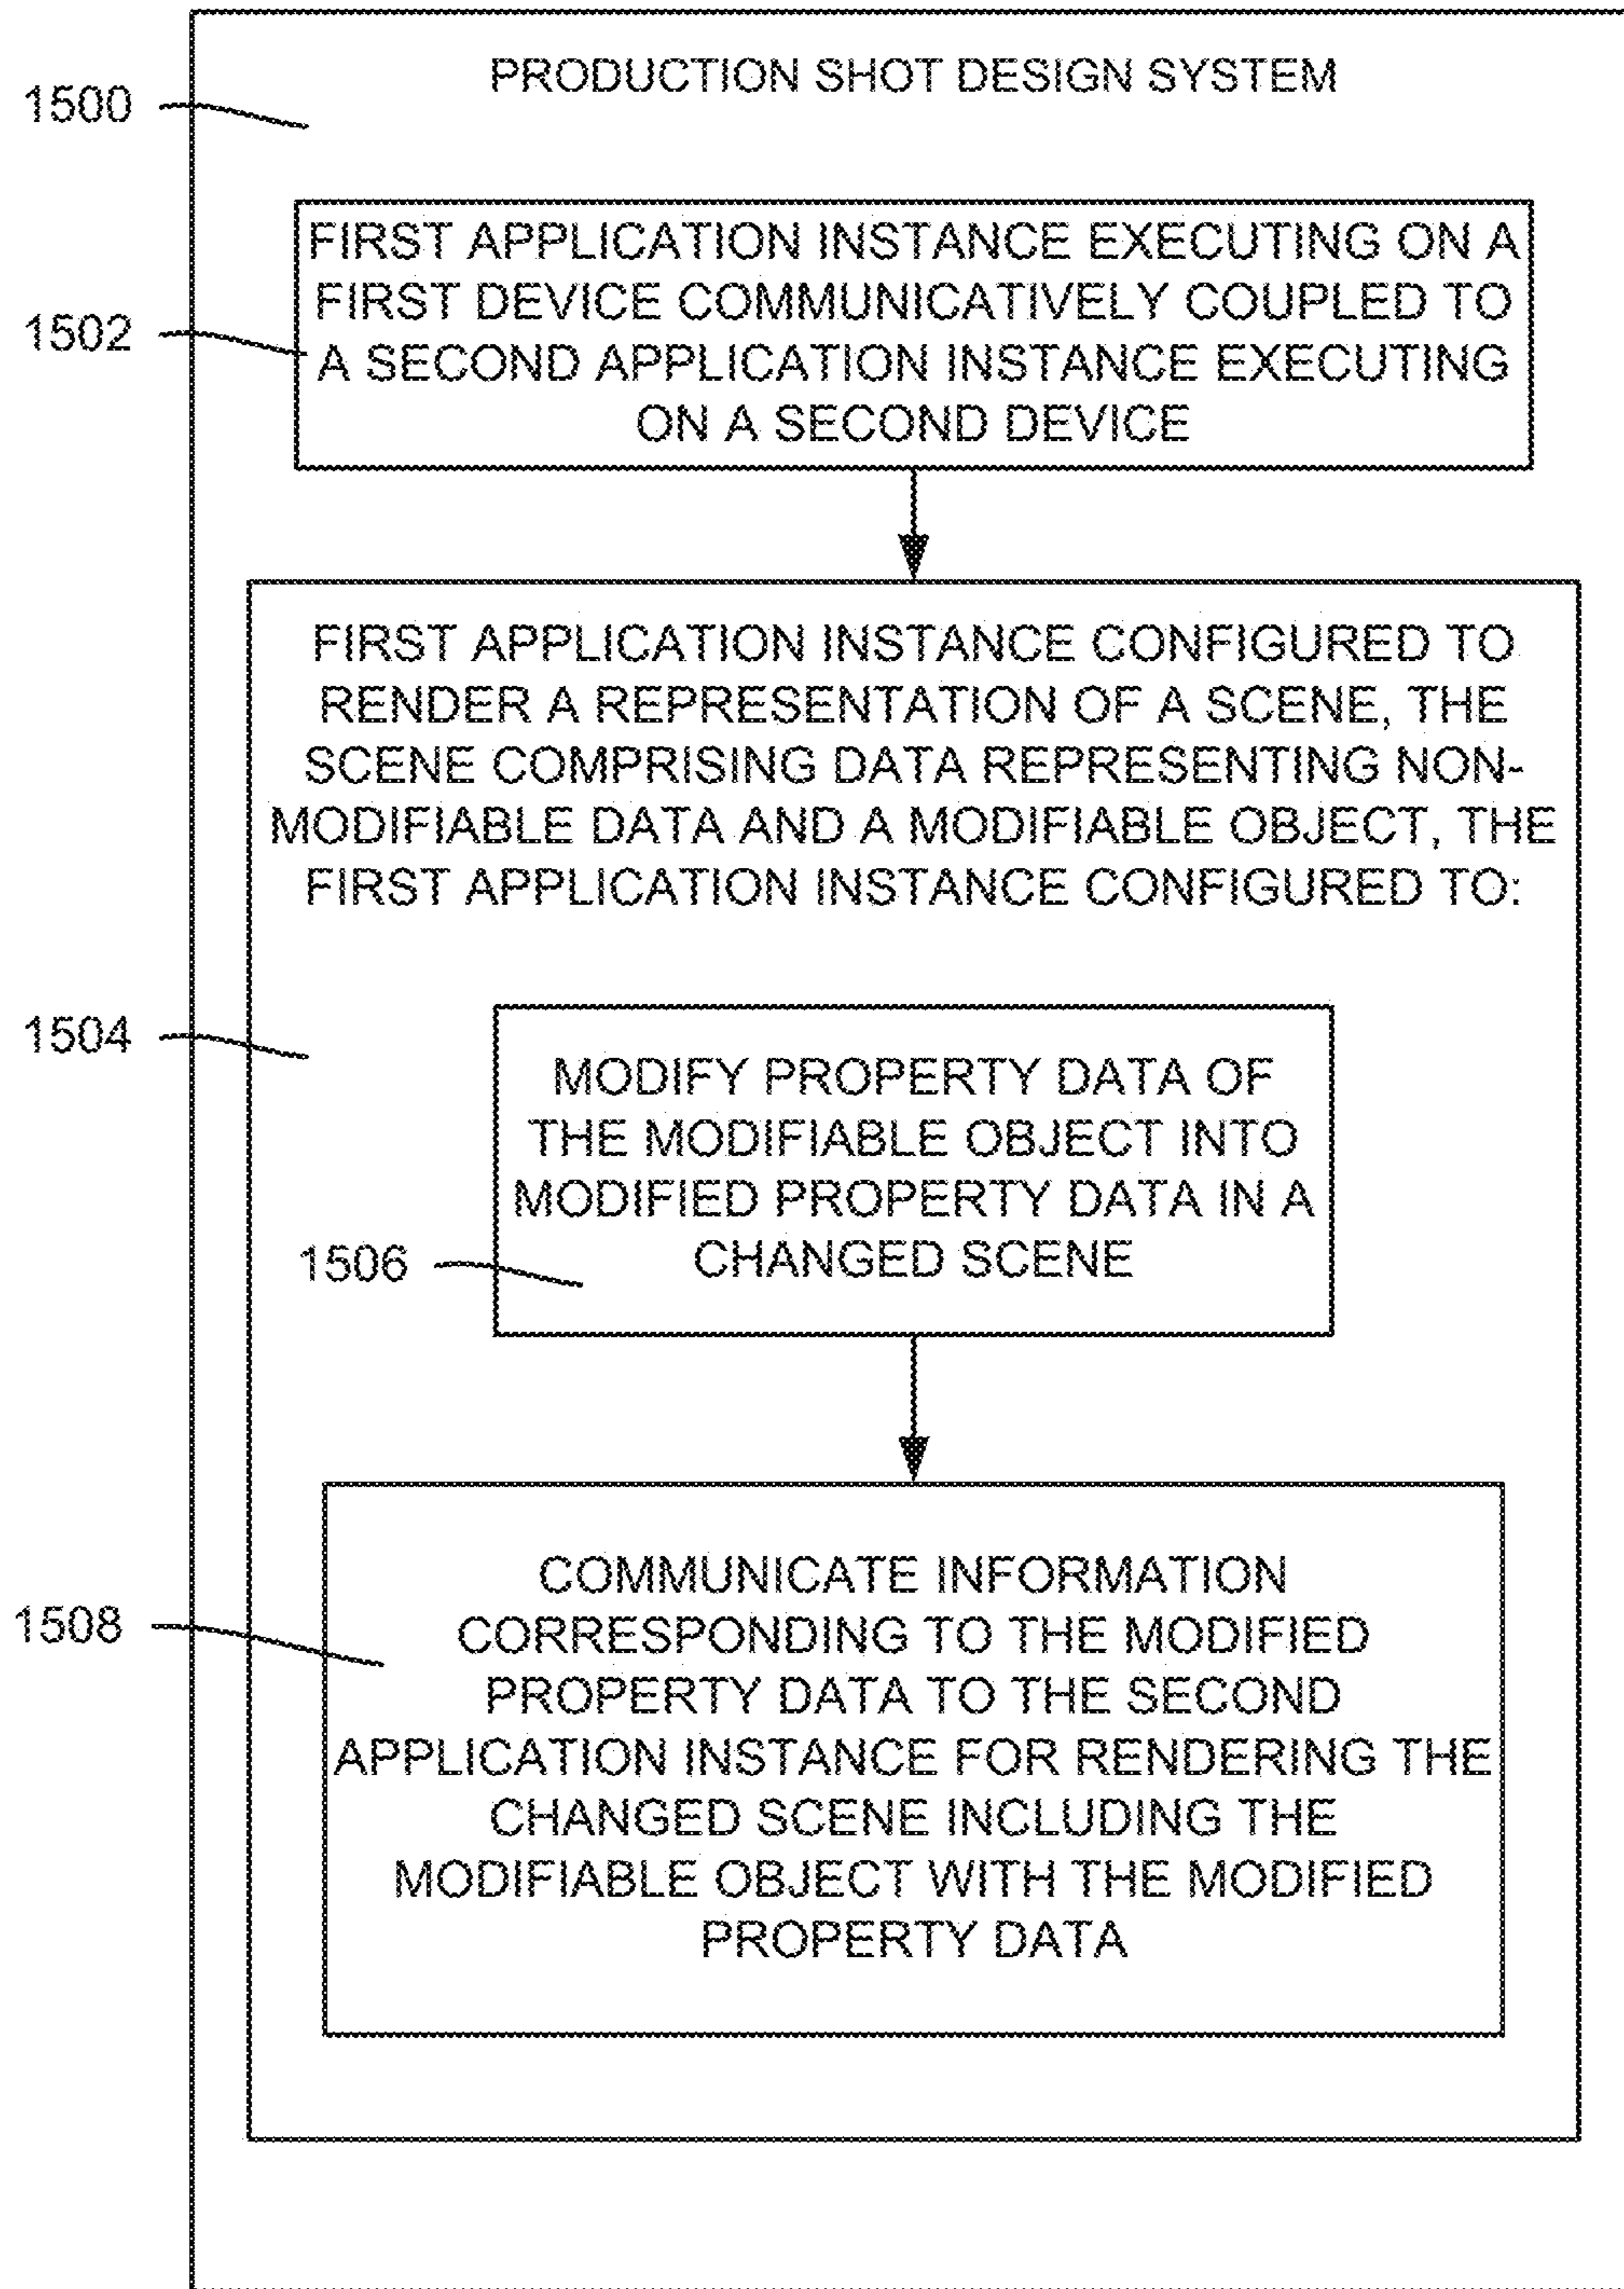 PRODUCTION SHOT DESIGN SYSTEM
1500
FIRST APPLICATION INSTANCE EXECUTING ON A
FIRST DEVICE COMMUNICATIVELY COUPLED TO
A SECOND APPLICATION INSTANCE EXECUTING
ON A SECOND DEVICE
1502
FIRST APPLICATION INSTANCE CONFIGURED TO
RENDER A REPRESENTATION OF A SCENE, THE
SCENE COMPRISING DATA REPRESENTING NON-
MODIFIABLE DATA AND A MODIFIABLE OBJECT, THE
FIRST APPLICATION INSTANCE CONFIGURED TO:
1504
MODIFY PROPERTY DATA OF
THE MODIFIABLE OBJECT INTO
MODIFIED PROPERTY DATA IN A
CHANGED SCENE
1506
COMMUNICATE INFORMATION
CORRESPONDING TO THE MODIFIED
PROPERTY DATA TO THE SECOND
APPLICATION INSTANCE FOR RENDERING THE
CHANGED SCENE INCLUDING THE
MODIFIABLE OBJECT WITH THE MODIFIED
PROPERTY DATA
1508